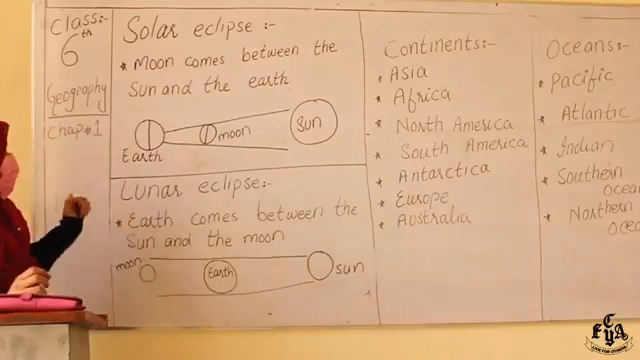 Class:-
6th
Geography
Chap#1
Solar eclipse:-
* Moon comes between the
Sun and the earth
Earth
moon
Sun
Lunar eclipse:-
* Earth comes between the
Sun and the moon
moon
Earth
Sun
Continents:-
* Asia
* Africa
* North America
* South America
* Antarctica
* Europe
* Australia
Oceans:-
* Pacific
* Atlantic
* Indian
* Southern
ocean
* Northern
Ocea